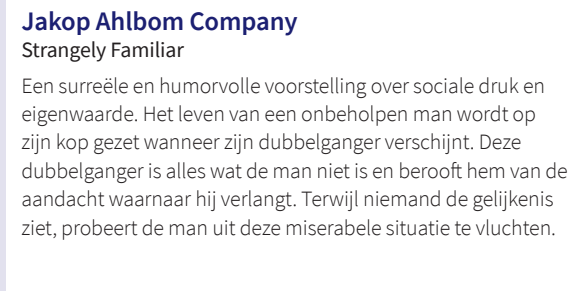 Jakop Ahlbom Company
Strangely Familiar
Een surreële en humorvolle voorstelling over sociale druk en
eigenwaarde. Het leven van een onbeholpen man wordt op
zijn kop gezet wanneer zijn dubbelganger verschijnt. Deze
dubbelganger is alles wat de man niet is en berooft hem van de
aandacht waarnaar hij verlangt. Terwijl niemand de gelijkenis
ziet, probeert de man uit deze miserabele situatie te vluchten.